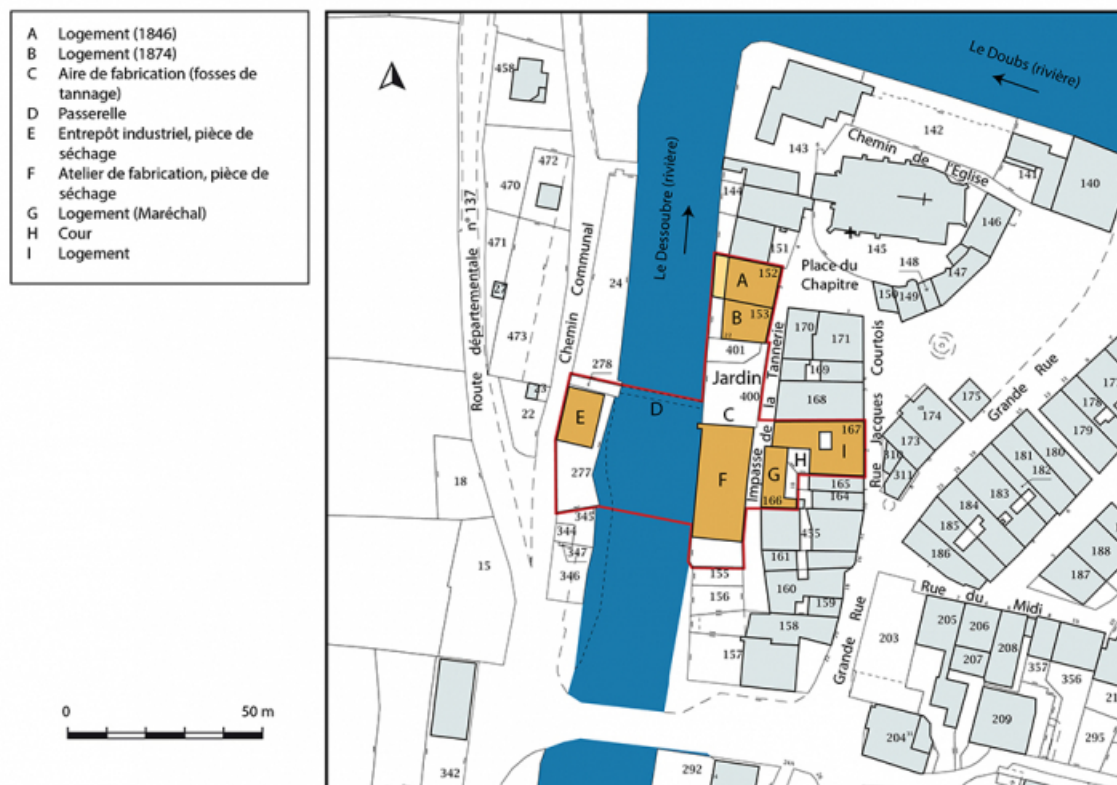 A Logement (1846)
B Logement (1874)
C Aire de fabrication (fosses de
tannage)
D Passerelle
E Entrepôt industriel, pièce de
séchage
F Atelier de fabrication, pièce de
séchage
G Logement (Maréchal)
H Cour
I Logement
0 50 m
Le Doubs (rivière)
Le Dessoubre (rivière)
Route départementale n° 137
Chemin Communal
Chemin de l'Eglise
Place du
Chapitre
Impasse de la Tannerie
Rue Jacques Courtois
Grande Rue
Grande Rue
Rue du Midi
Jardin
A
B
C
D
E
F
G
H
I
458
472
470
471
27
473
23
22
24
278
277
18
15
345
344
347
346
342
292
142
143
141
140
144
145
146
147
148
149
150
151
152
153
401
400
170
171
169
168
167
166
165
164
455
161
160
159
158
157
156
155
175
174
173
310
311
178
179
180
181
182
183
184
185
186
187
188
203
204
205
206
207
208
209
357
356
295